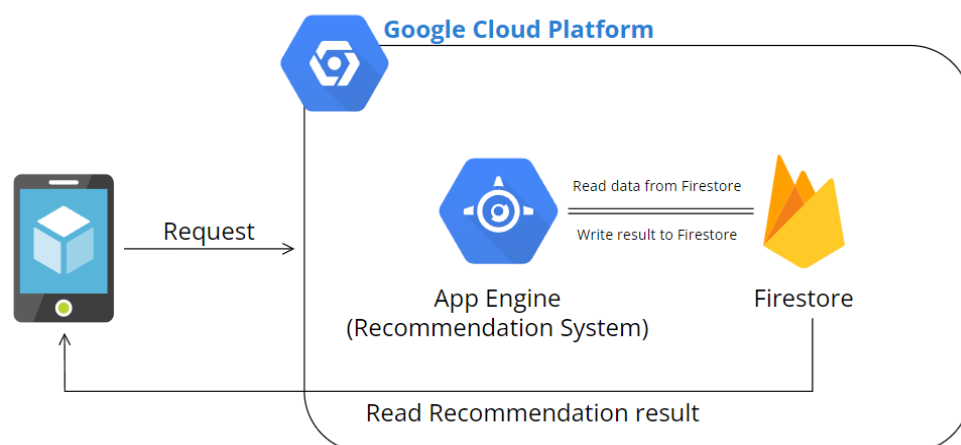 Google Cloud Platform
Request
Read data from Firestore
Write result to Firestore
App Engine
(Recommendation System)
Firestore
Read Recommendation result